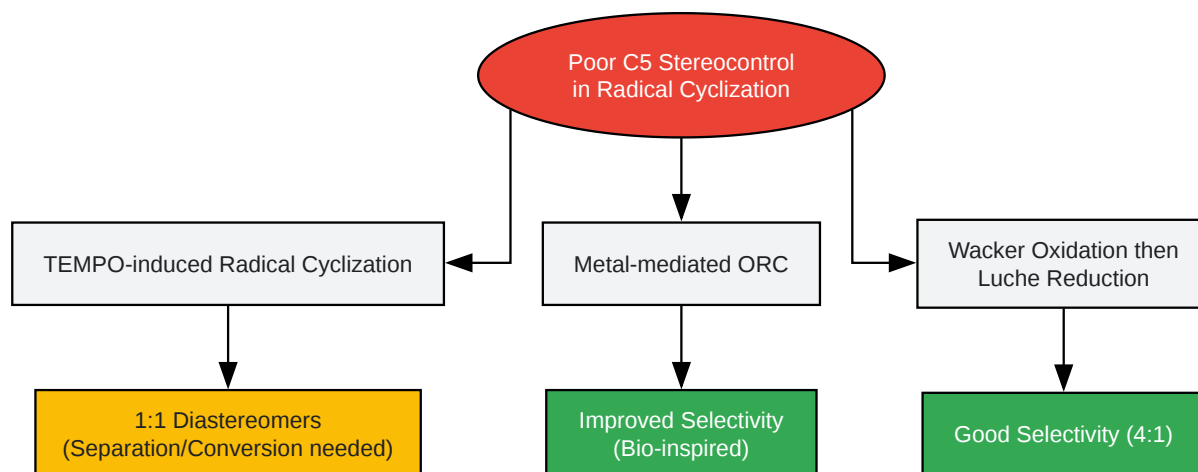 Poor C5 Stereocontrol
in Radical Cyclization
TEMPO-induced Radical Cyclization
Metal-mediated ORC
Wacker Oxidation then
Luche Reduction
1:1 Diastereomers
(Separation/Conversion needed)
Improved Selectivity
(Bio-inspired)
Good Selectivity (4:1)